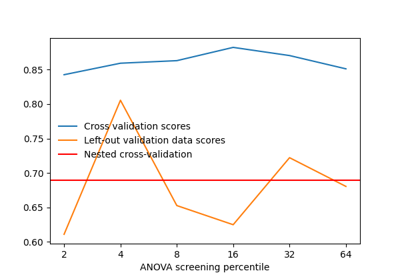 0.85
0.80
0.75
0.70
0.65
0.60
Cross validation scores
Left-out validation data scores
Nested cross-validation
2 4 8 16 32 64
ANOVA screening percentile